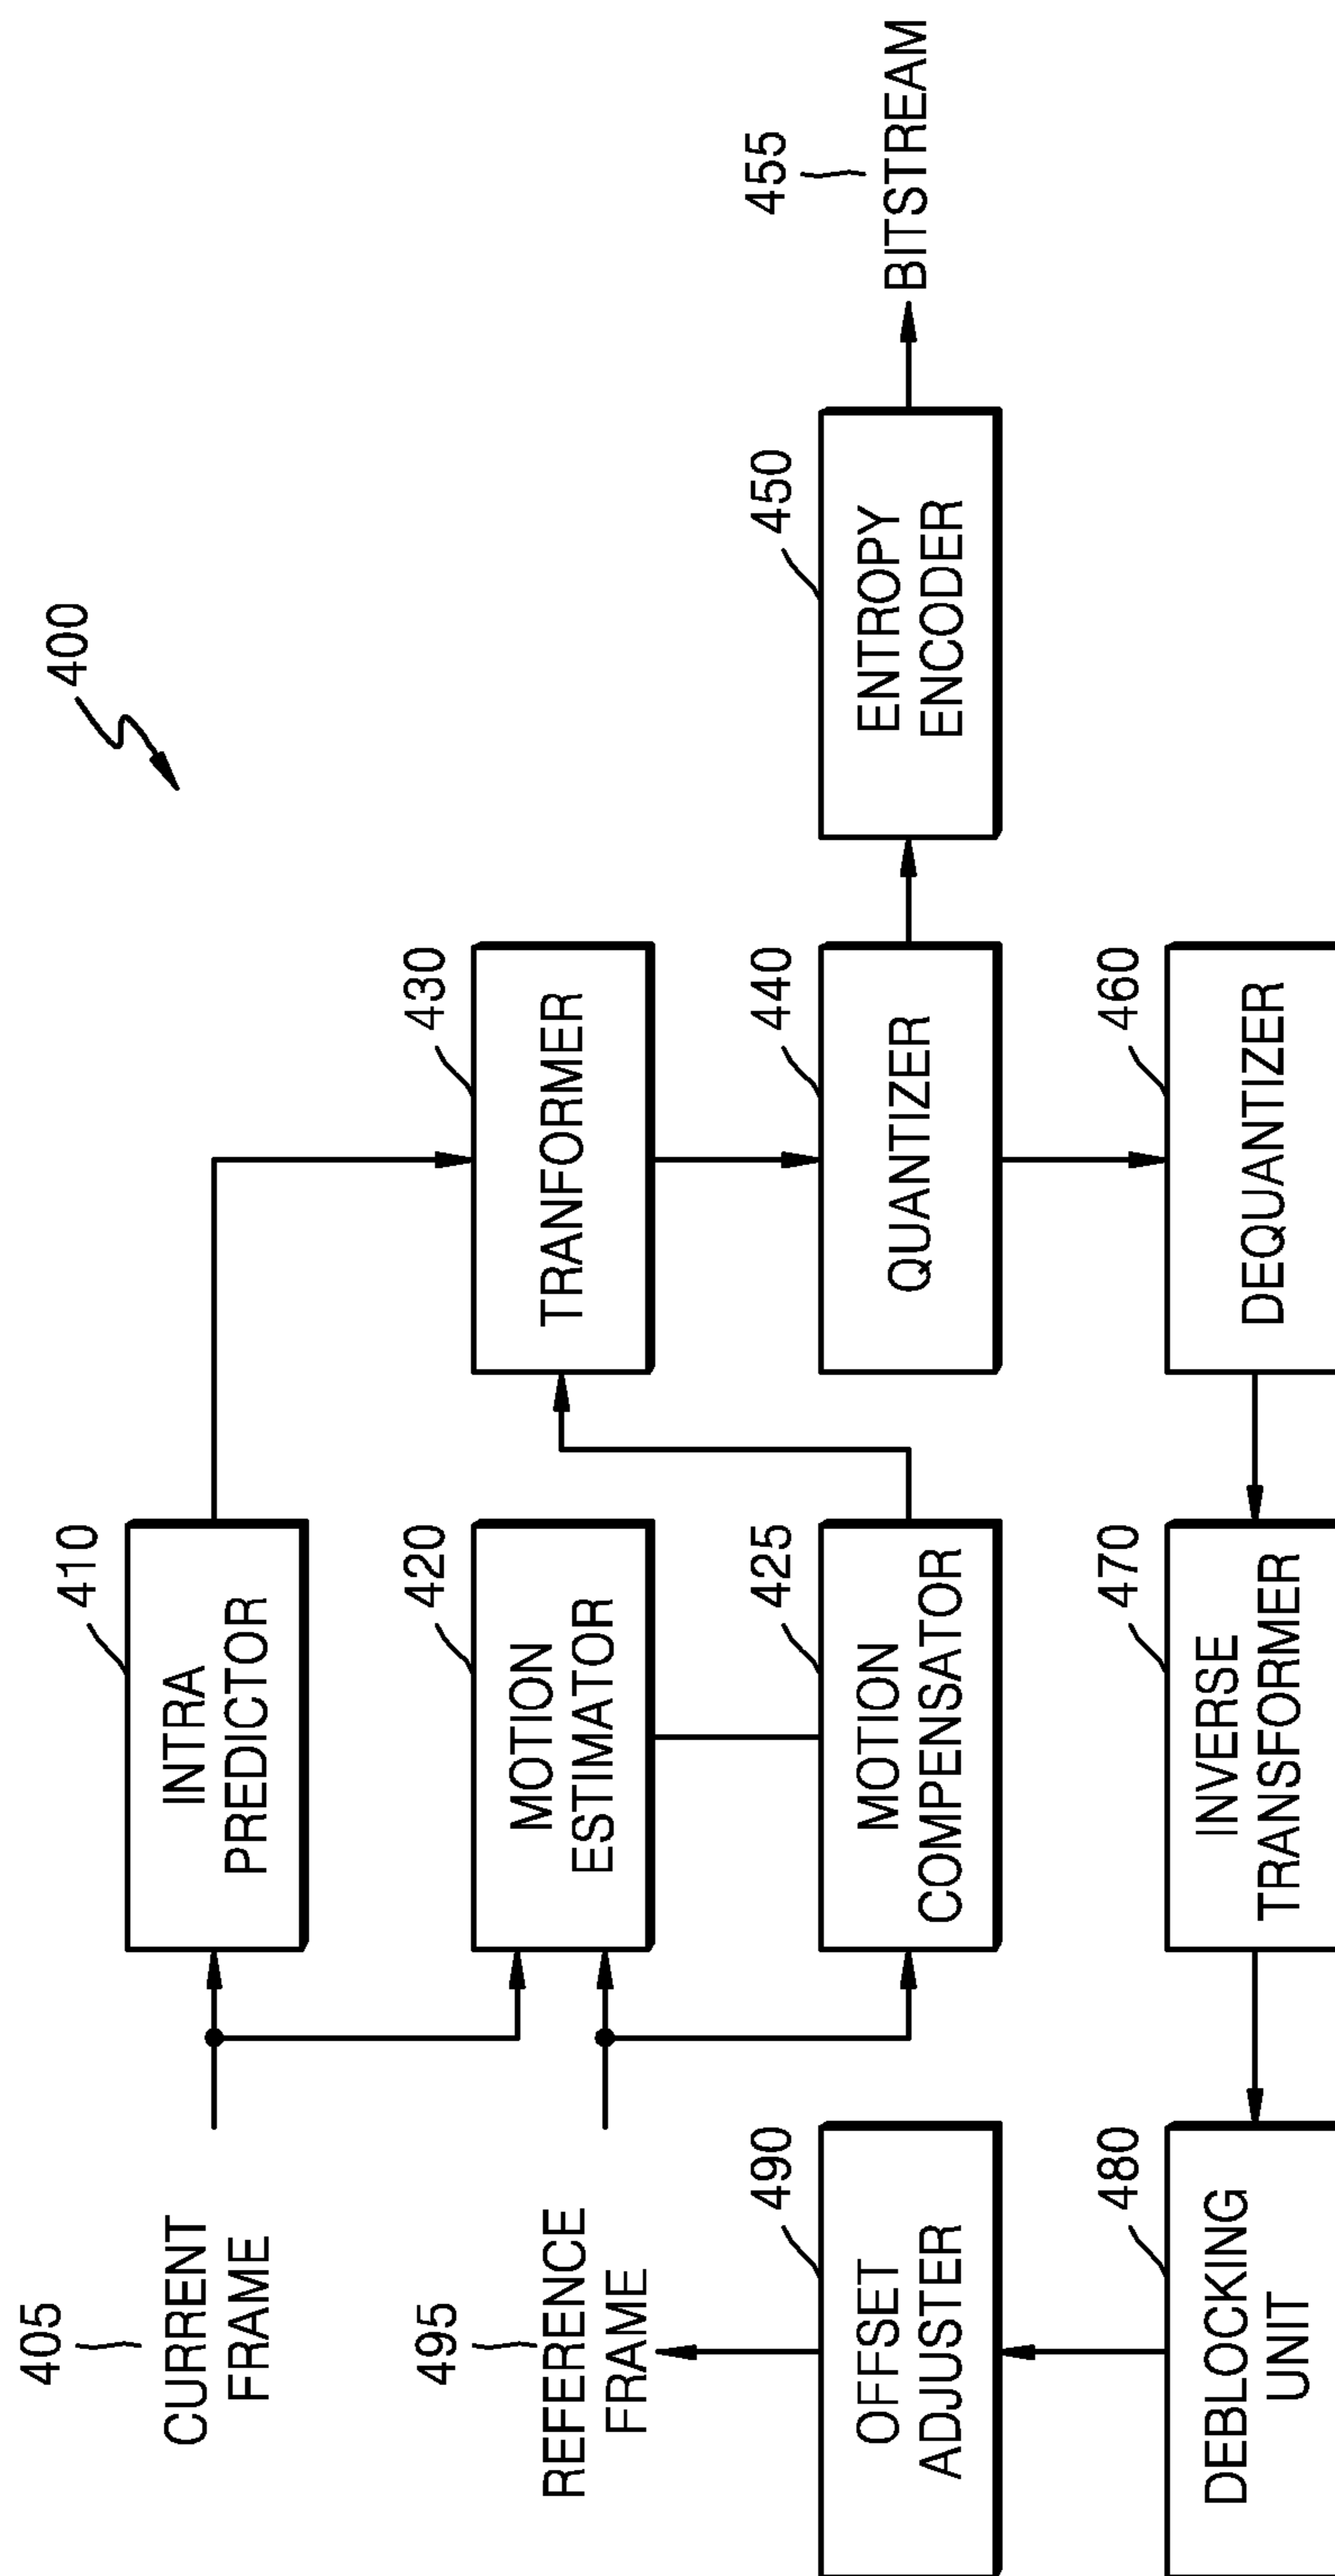 400
405
CURRENT
FRAME
410
INTRA
PREDICTOR
495
REFERENCE
FRAME
420
MOTION
ESTIMATOR
430
TRANFORMER
490
OFFSET
ADJUSTER
425
MOTION
COMPENSATOR
440
QUANTIZER
450
ENTROPY
ENCODER
455
BITSTREAM
480
DEBLOCKING
UNIT
470
INVERSE
TRANSFORMER
460
DEQUANTIZER